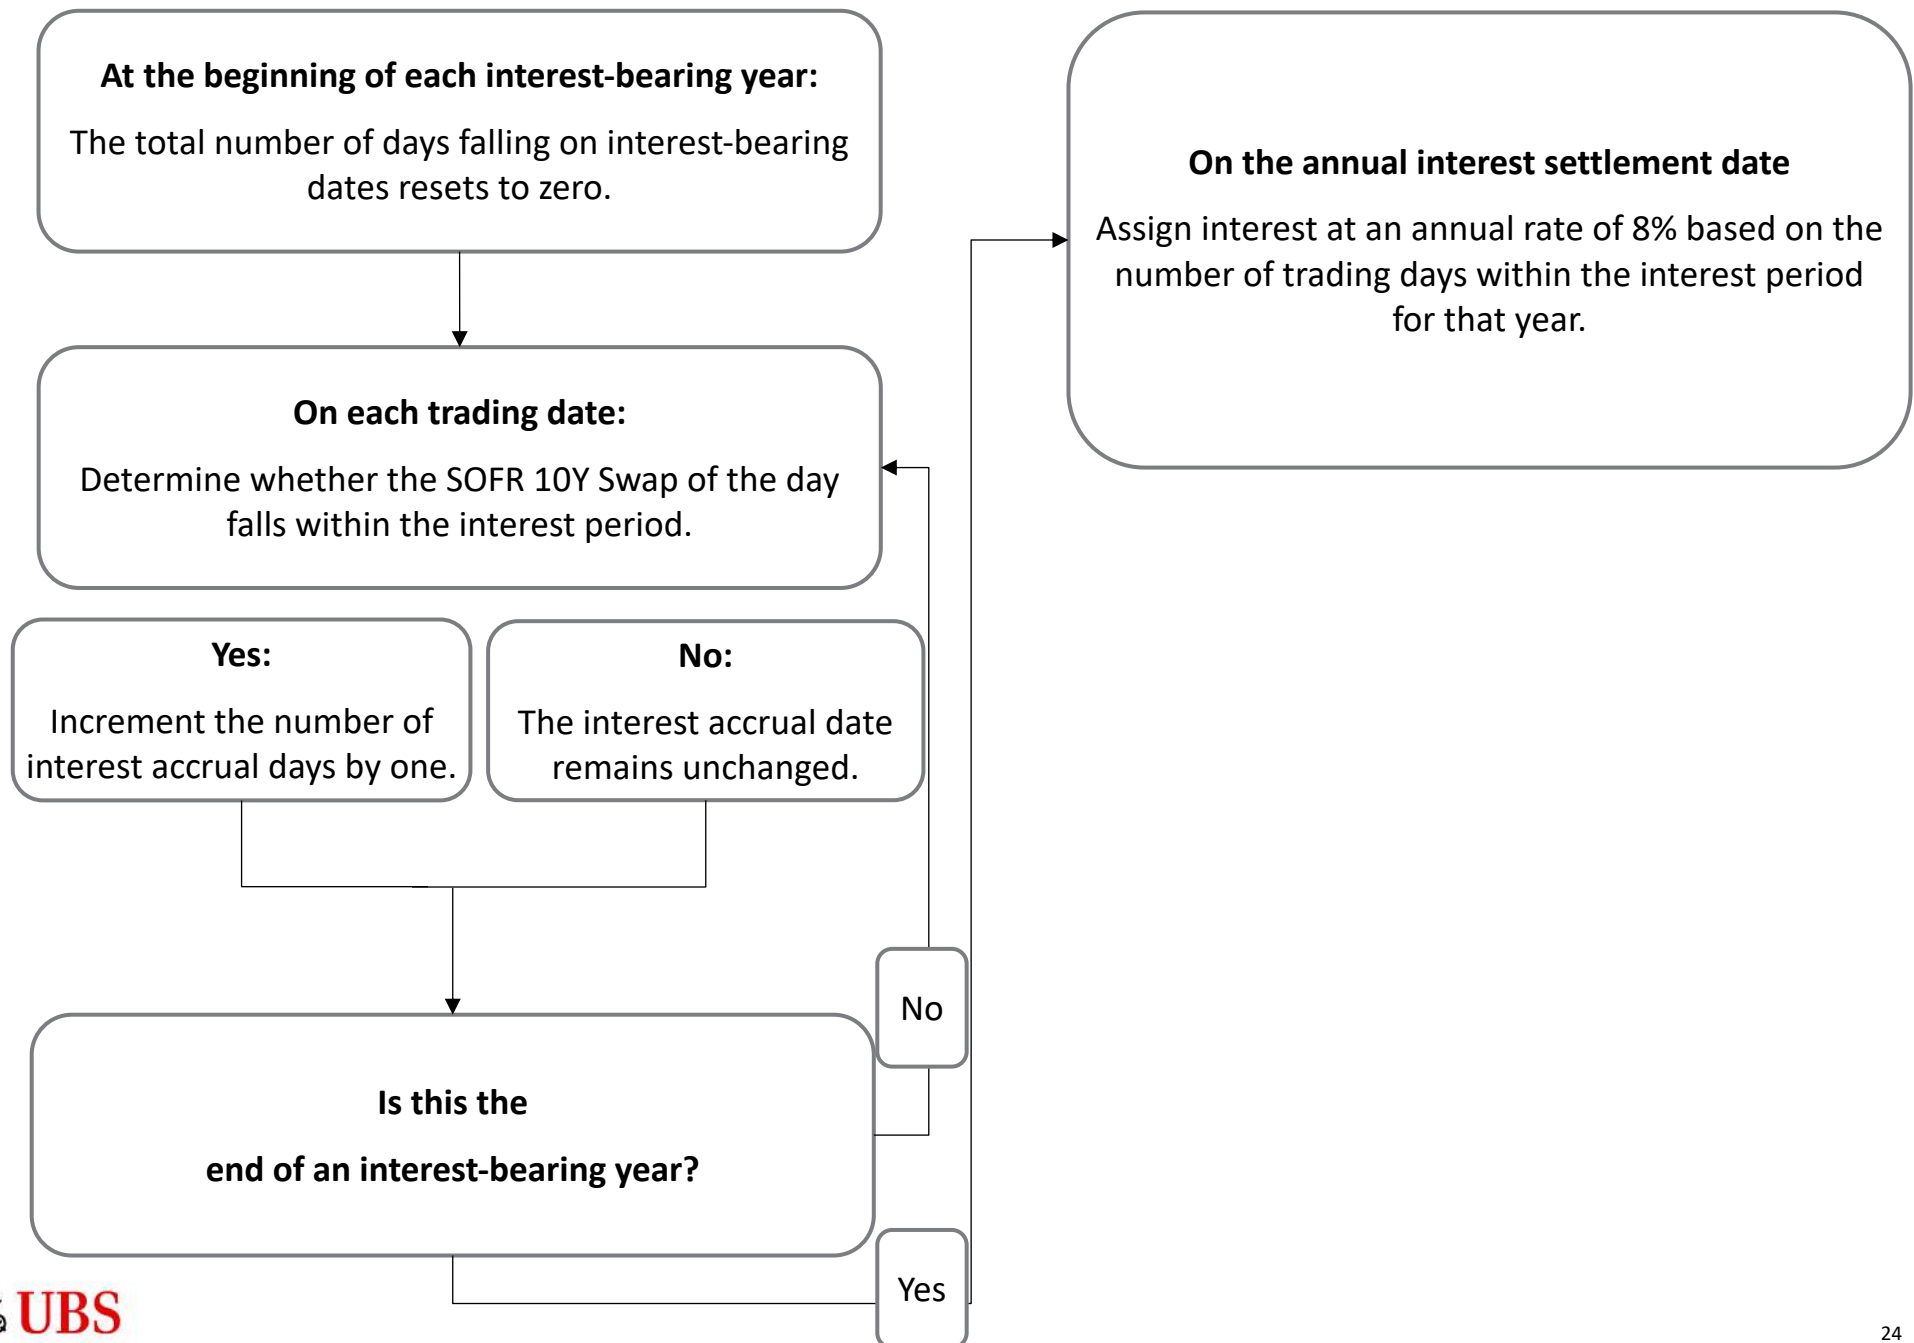 At the beginning of each interest-bearing year:
The total number of days falling on interest-bearing
dates resets to zero.
On each trading date:
Determine whether the SOFR 10Y Swap of the day
falls within the interest period.
Yes:
Increment the number of
interest accrual days by one.
No:
The interest accrual date
remains unchanged.
Is this the
end of an interest-bearing year?
No
Yes
On the annual interest settlement date
Assign interest at an annual rate of 8% based on the
number of trading days within the interest period
for that year.
UBS
24